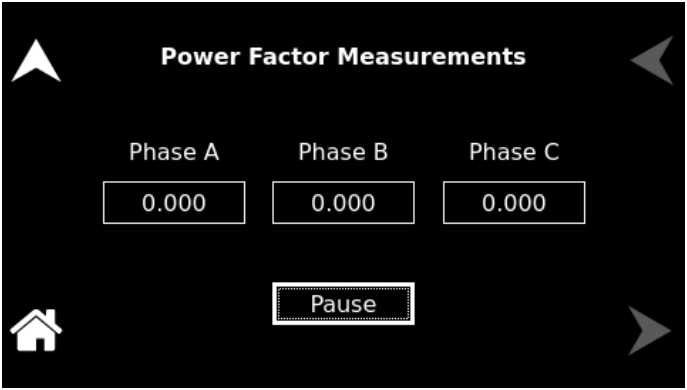 Power Factor Measurements
Phase A Phase B Phase C
0.000 0.000 0.000
Pause